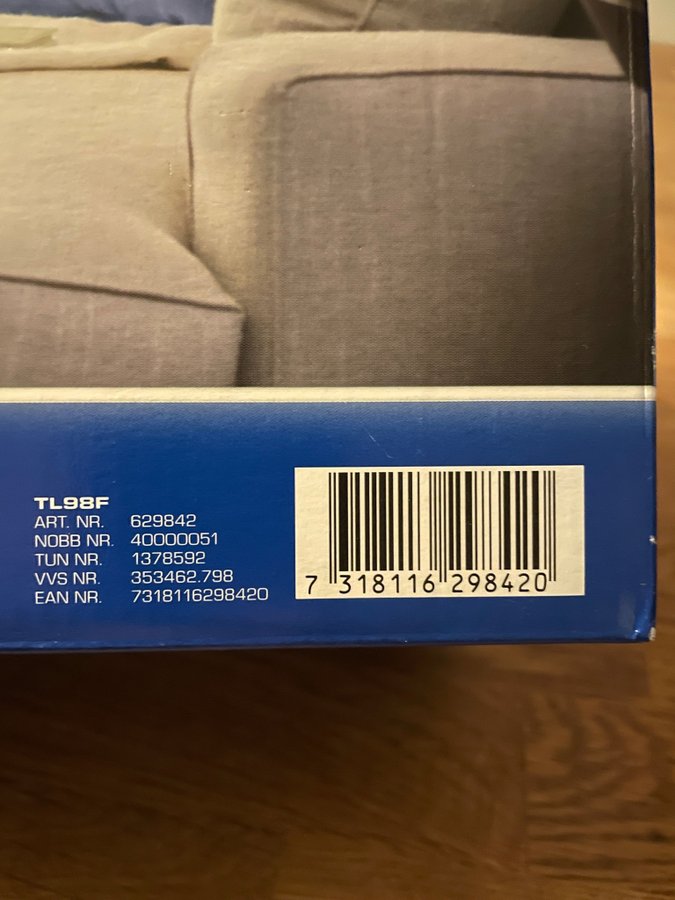 TL98F
ART. NR. 629842
NOBB NR. 40000051
TUN NR. 1378592
VVS NR. 353462.798
EAN NR. 7318116298420
7 318116 298420